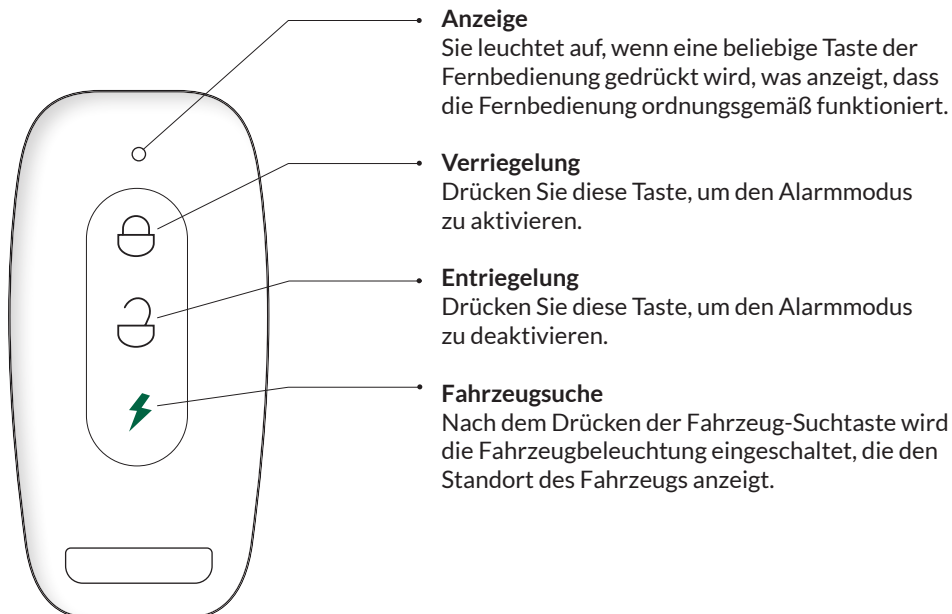 Anzeige
Sie leuchtet auf, wenn eine beliebige Taste der
Fernbedienung gedrückt wird, was anzeigt, dass
die Fernbedienung ordnungsgemäß funktioniert.
Verriegelung
Drücken Sie diese Taste, um den Alarmmodus
zu aktivieren.
Entriegelung
Drücken Sie diese Taste, um den Alarmmodus
zu deaktivieren.
Fahrzeugsuche
Nach dem Drücken der Fahrzeug-Suchtaste wird
die Fahrzeugbeleuchtung eingeschaltet, die den
Standort des Fahrzeugs anzeigt.